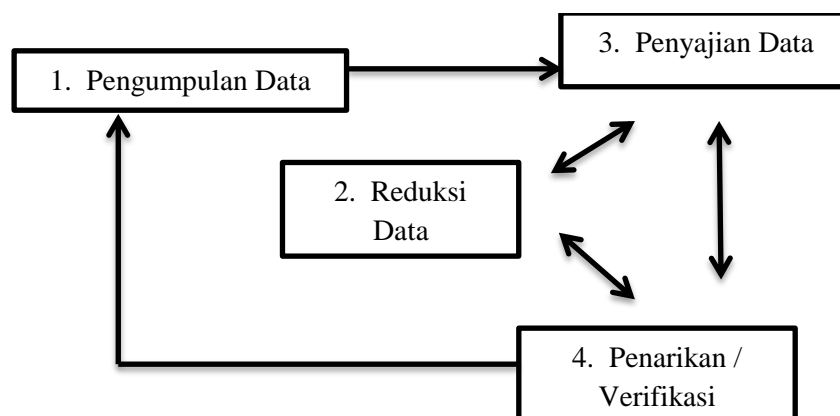 1. Pengumpulan Data
3. Penyajian Data
2. Reduksi
Data
4. Penarikan /
Verifikasi